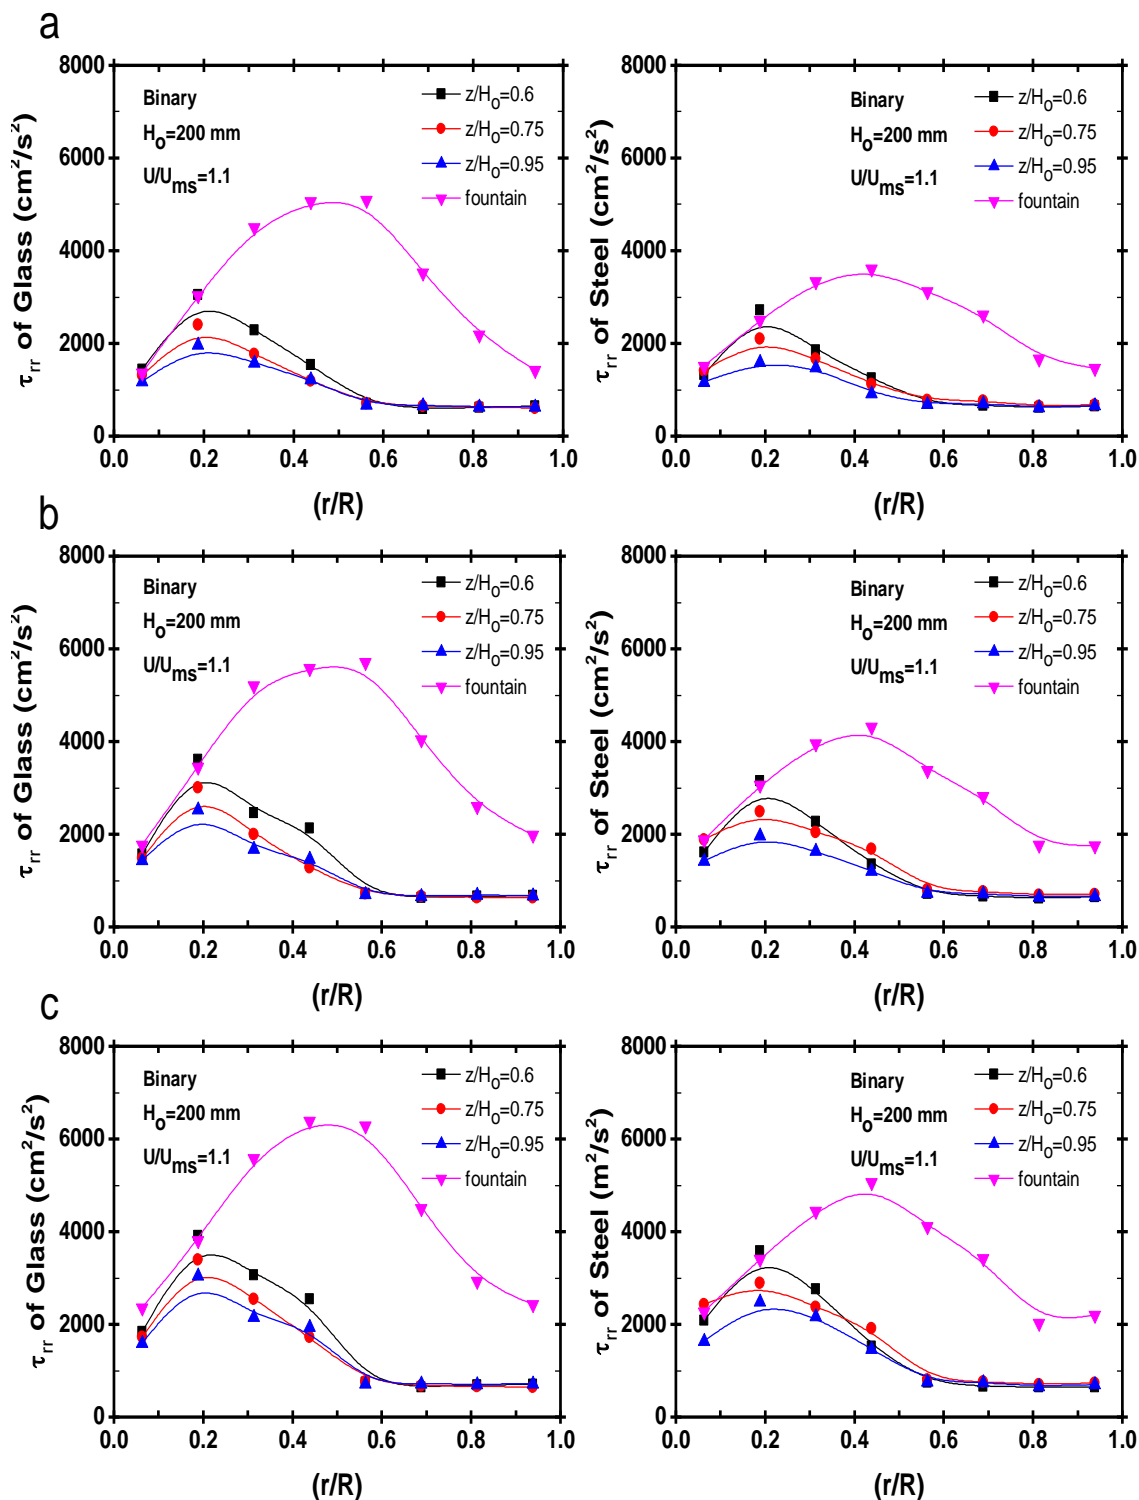 a
8000
6000
4000
2000
0
τrr of Glass (cm²/s²)
Binary
Ho=200 mm
U/Ums=1.1
z/Ho=0.6
z/Ho=0.75
z/Ho=0.95
fountain
0.0 0.2 0.4 0.6 0.8 1.0
(r/R)
8000
6000
4000
2000
0
τrr of Steel (cm²/s²)
Binary
Ho=200 mm
U/Ums=1.1
z/Ho=0.6
z/Ho=0.75
z/Ho=0.95
fountain
0.0 0.2 0.4 0.6 0.8 1.0
(r/R)
b
8000
6000
4000
2000
0
τrr of Glass (cm²/s²)
Binary
Ho=200 mm
U/Ums=1.1
z/Ho=0.6
z/Ho=0.75
z/Ho=0.95
fountain
0.0 0.2 0.4 0.6 0.8 1.0
(r/R)
8000
6000
4000
2000
0
τrr of Steel (cm²/s²)
Binary
Ho=200 mm
U/Ums=1.1
z/Ho=0.6
z/Ho=0.75
z/Ho=0.95
fountain
0.0 0.2 0.4 0.6 0.8 1.0
(r/R)
c
8000
6000
4000
2000
0
τrr of Glass (cm²/s²)
Binary
Ho=200 mm
U/Ums=1.1
z/Ho=0.6
z/Ho=0.75
z/Ho=0.95
fountain
0.0 0.2 0.4 0.6 0.8 1.0
(r/R)
8000
6000
4000
2000
0
τrr of Steel (m²/s²)
Binary
Ho=200 mm
U/Ums=1.1
z/Ho=0.6
z/Ho=0.75
z/Ho=0.95
fountain
0.0 0.2 0.4 0.6 0.8 1.0
(r/R)